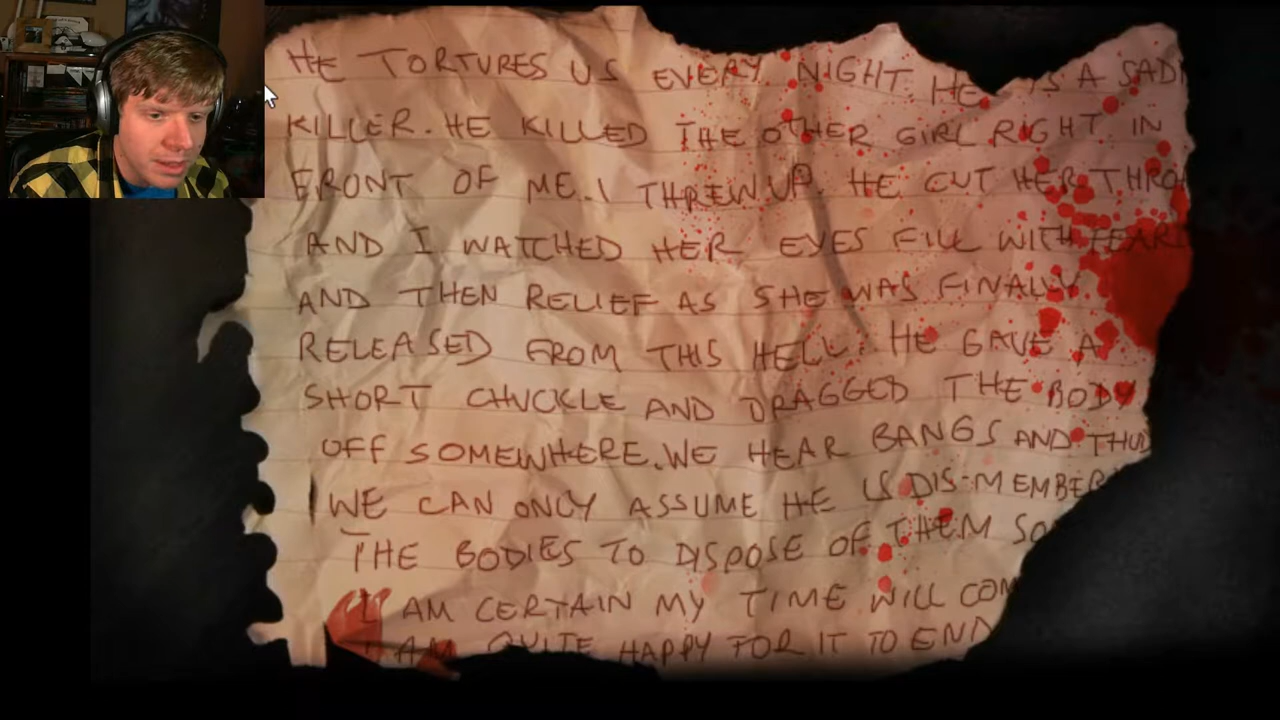 HE TORTURES US EVERY NIGHT. HE IS A SADI
KILLER. HE KILLED THE OTHER GIRL RIGHT IN
FRONT OF ME. I THREW UP. HE CUT HER THRO
AND I WATCHED HER EYES FILL WITH FEAR
AND THEN RELIEF AS SHE WAS FINALLY
RELEASED FROM THIS HELL. HE GAVE A
SHORT CHUCKLE AND DRAGGED THE BODY
OFF SOMEWHERE. WE HEAR BANGS AND THUD
WE CAN ONLY ASSUME HE IS DIS-MEMBER
THE BODIES TO DISPOSE OF THEM SO
I AM CERTAIN MY TIME WILL COM
I AM QUITE HAPPY FOR IT TO END